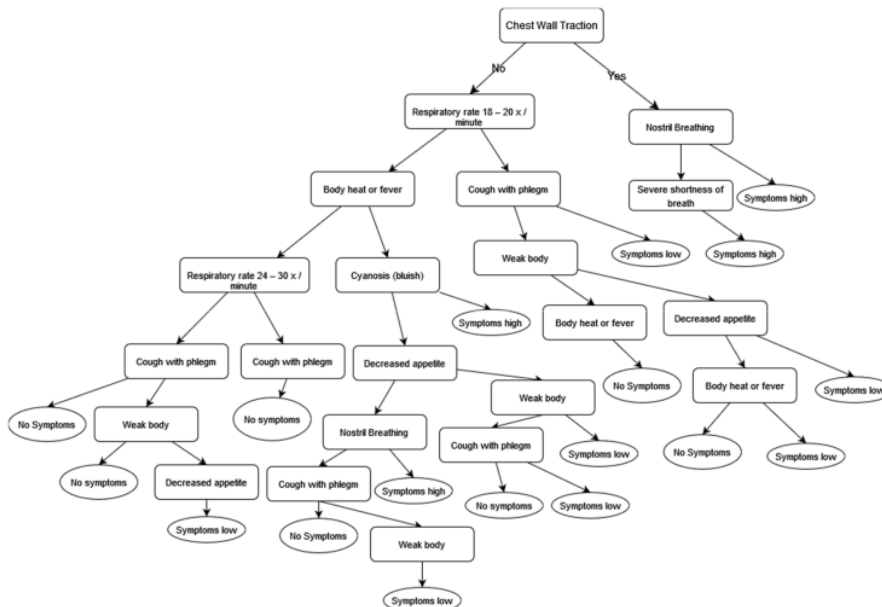 Chest Wall Traction
No
Yes
Respiratory rate 18 – 20 x /
minute
Nostril Breathing
Body heat or fever
Cough with phlegm
Severe shortness of
breath
Symptoms high
Respiratory rate 24 – 30 x /
minute
Cyanosis (bluish)
Weak body
Symptoms low
Symptoms high
Symptoms high
Body heat or fever
Decreased appetite
Cough with phlegm
Cough with phlegm
Decreased appetite
No Symptoms
Body heat or fever
Symptoms low
Weak body
No Symptoms
Weak body
No symptoms
Nostril Breathing
Cough with phlegm
Symptoms low
No Symptoms
Symptoms low
No symptoms
Decreased appetite
Cough with phlegm
Symptoms high
No symptoms
Symptoms low
Symptoms low
No Symptoms
Weak body
Symptoms low